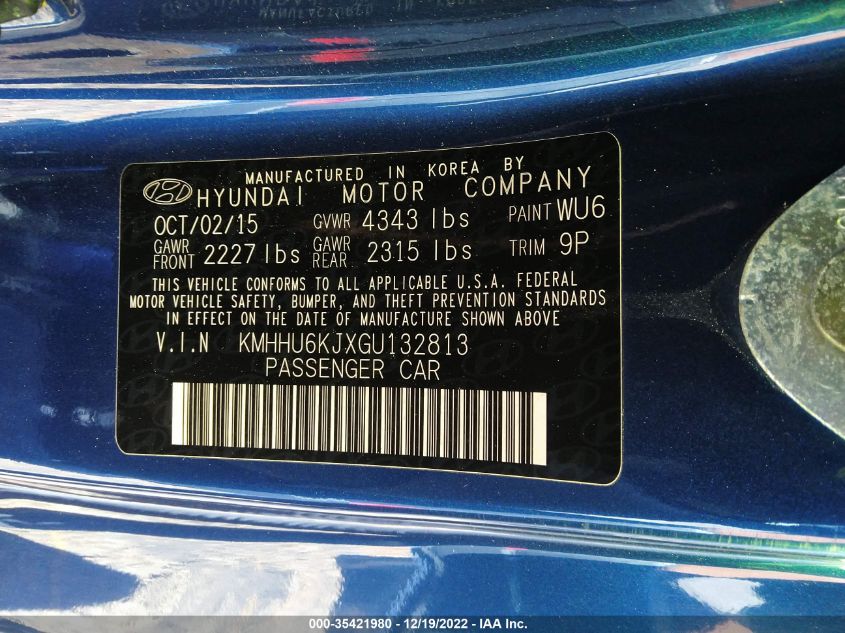 MANUFACTURED IN KOREA BY
HYUNDAI MOTOR COMPANY
OCT/02/15 GVWR 4343 lbs PAINT WU6
GAWR FRONT 2227 lbs GAWR REAR 2315 lbs TRIM 9P
THIS VEHICLE CONFORMS TO ALL APPLICABLE U.S.A. FEDERAL
MOTOR VEHICLE SAFETY, BUMPER, AND THEFT PREVENTION STANDARDS
IN EFFECT ON THE DATE OF MANUFACTURE SHOWN ABOVE
V.I.N KMHHU6KJXGU132813
PASSENGER CAR
000-35421980 - 12/19/2022 - IAA Inc.